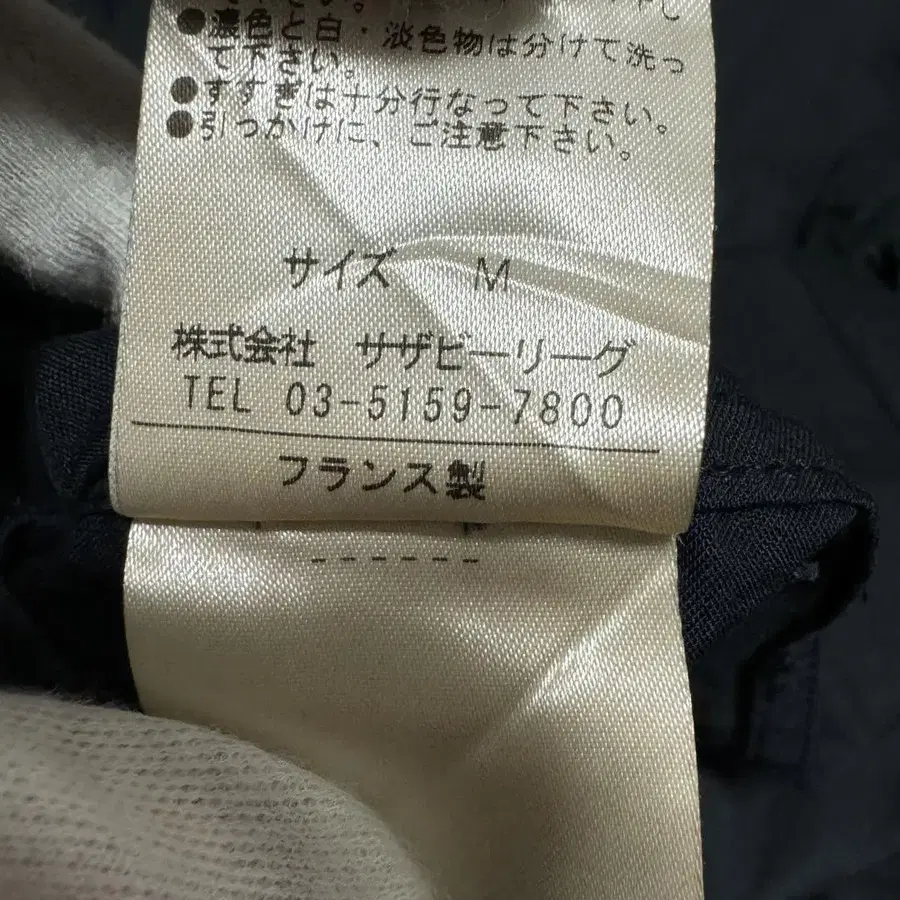 ●濃色と白・淡色物は分けて洗っ
て下さい。
●すすぎは十分行なって下さい。
●引っかけに、ご注意下さい。
サイズ M
株式会社 サザビーリーグ
TEL 03-5159-7800
フランス製